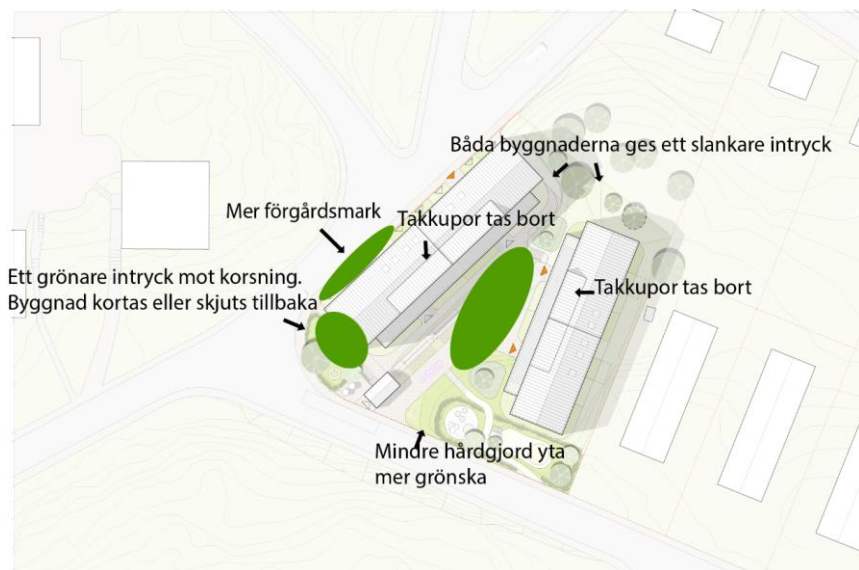 Båda byggnaderna ges ett slankare intryck
Mer förgårdsmark
Takkupor tas bort
Ett grönare intryck mot korsning.
Byggnad kortas eller skjuts tillbaka
Takkupor tas bort
Mindre hårdgjord yta
mer grönska